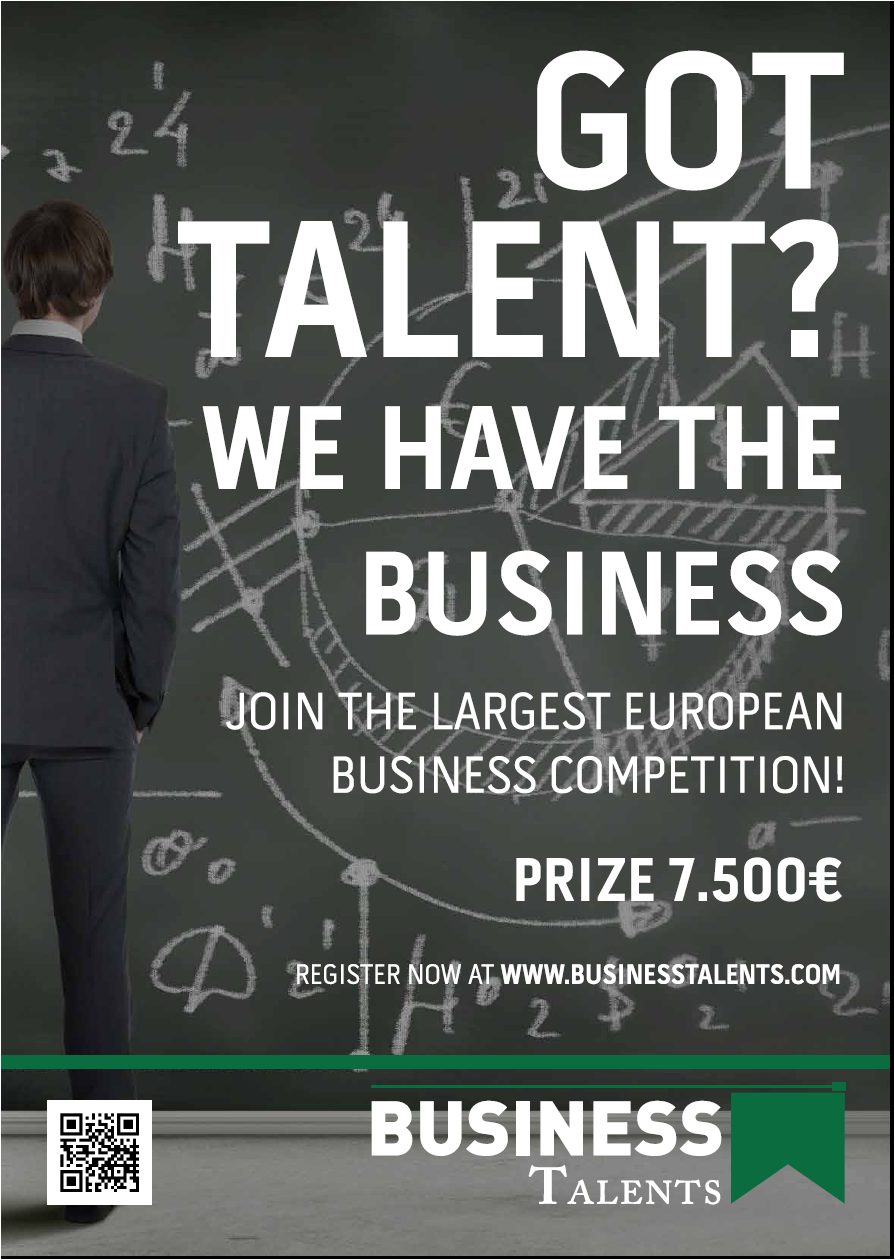 GOT
TALENT?
WE HAVE THE
BUSINESS
JOIN THE LARGEST EUROPEAN
BUSINESS COMPETITION!
PRIZE 7.500€
REGISTER NOW AT WWW.BUSINESSTALENTS.COM
BUSINESS
TALENTS